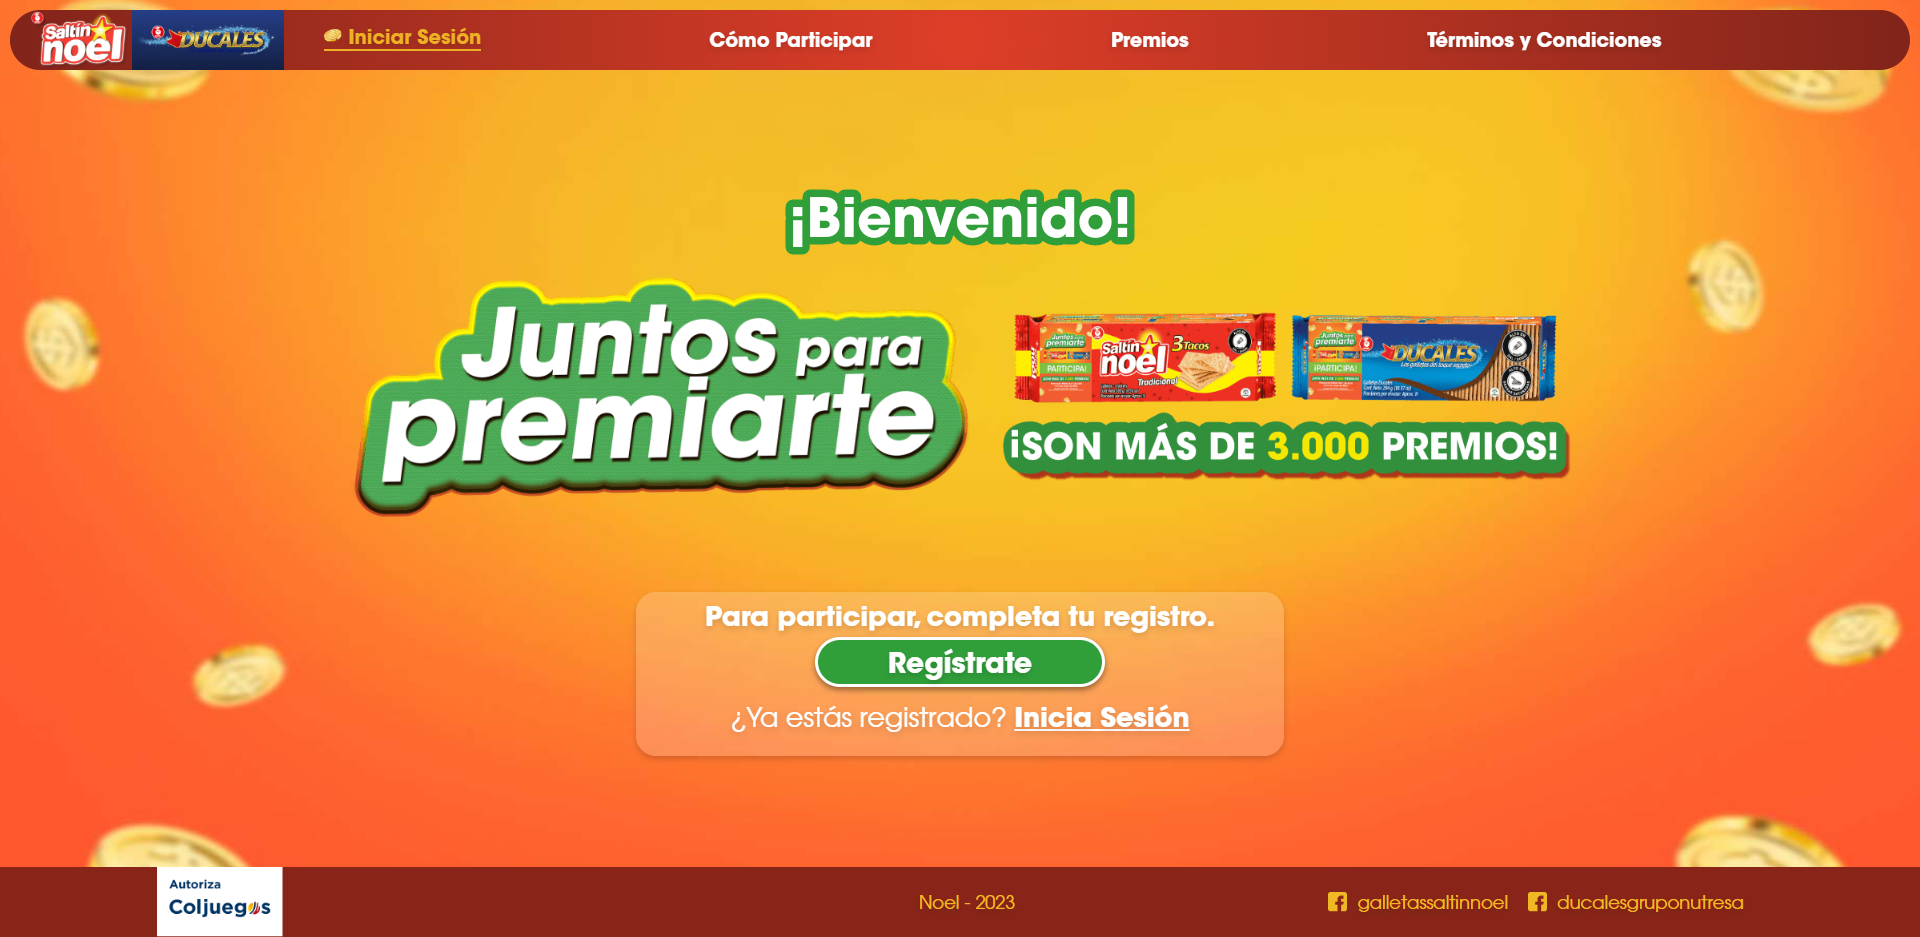 Saltín
noel
DUCALES
Iniciar Sesión
Cómo Participar
Premios
Términos y Condiciones
¡Bienvenido!
Juntos para
premiarte
Juntos para
premiarte
¡PARTICIPA!
Saltín
noel
3 Tacos
Tradicional
Juntos para
premiarte
¡PARTICIPA!
DUCALES
¡SON MÁS DE 3.000 PREMIOS!
Para participar, completa tu registro.
Regístrate
¿Ya estás registrado? Inicia Sesión
Autoriza
Coljuegos
Noel - 2023
galletassaltinnoel
ducalesgruponutresa